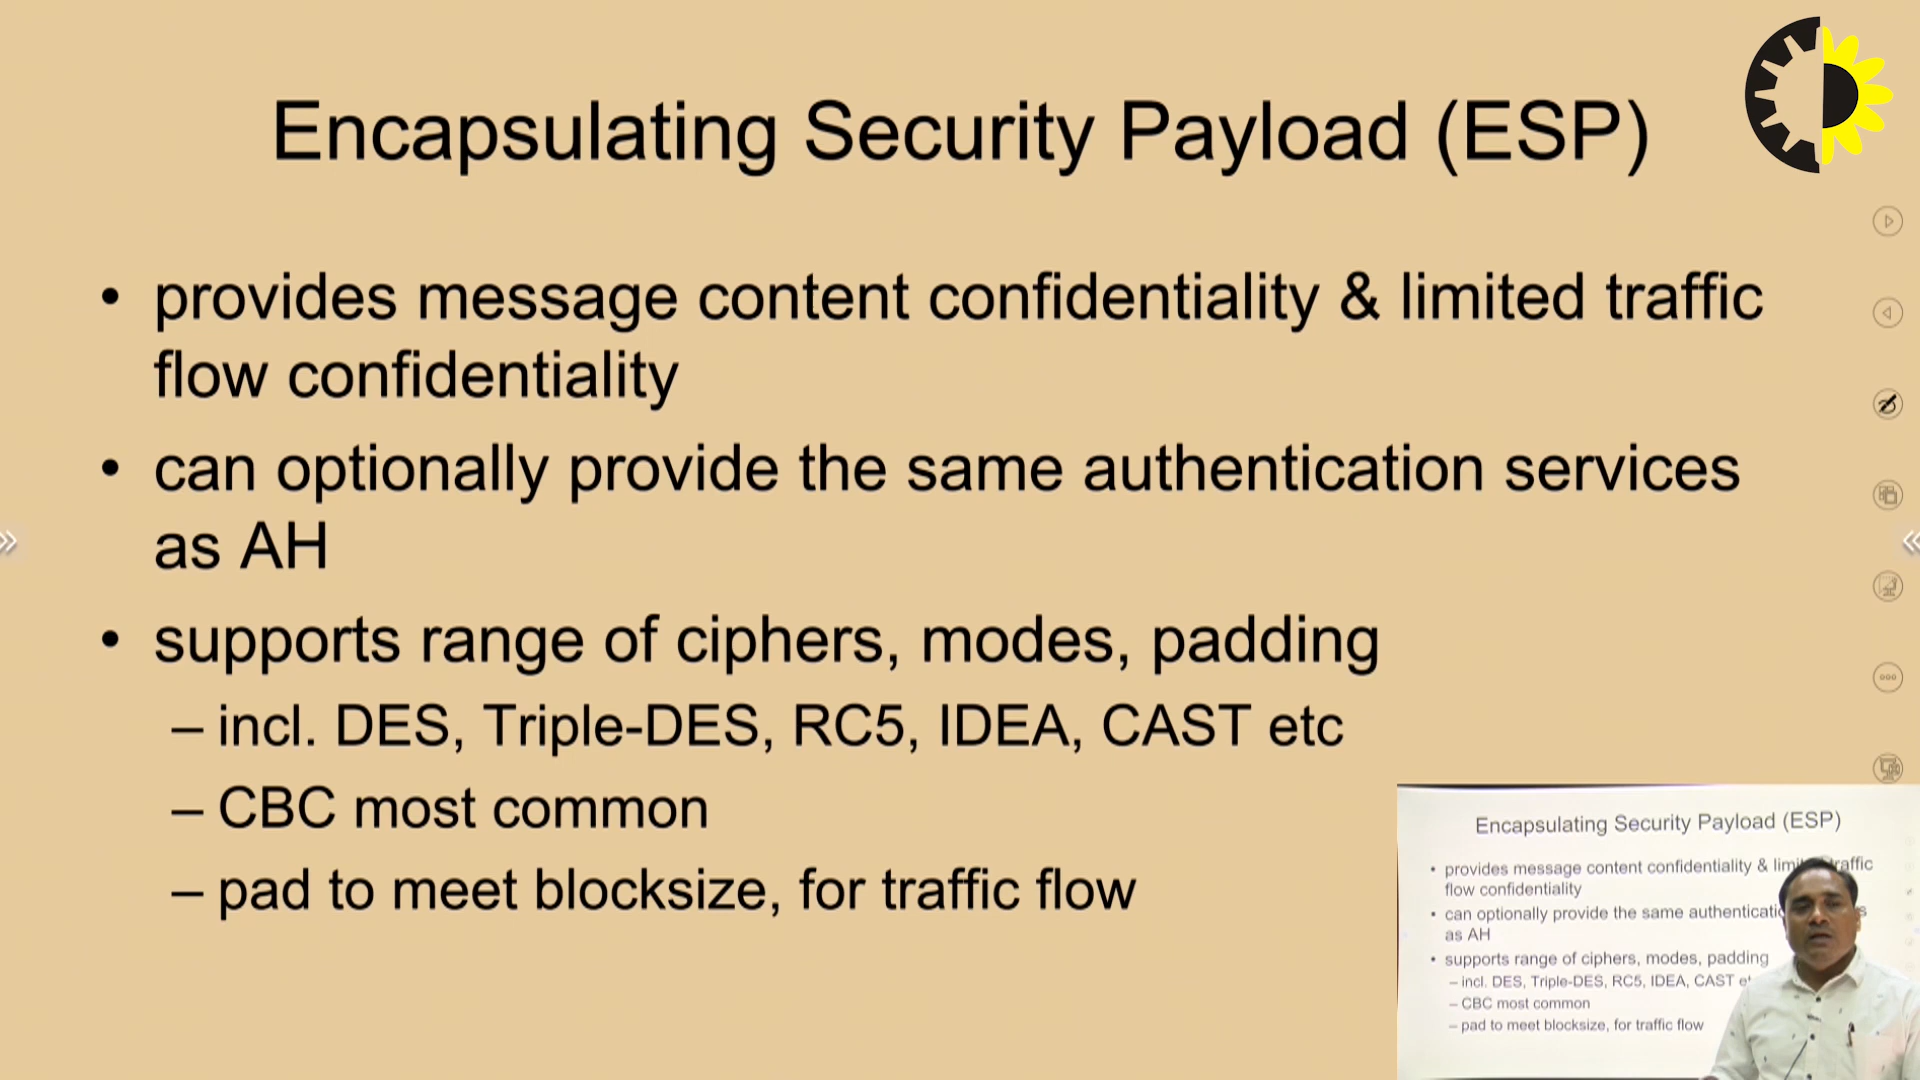 Encapsulating Security Payload (ESP)
• provides message content confidentiality & limited traffic
flow confidentiality
• can optionally provide the same authentication services
as AH
• supports range of ciphers, modes, padding
– incl. DES, Triple-DES, RC5, IDEA, CAST etc
– CBC most common
– pad to meet blocksize, for traffic flow
Encapsulating Security Payload (ESP)
• provides message content confidentiality & traffic
flow confidentiality
• can optionally provide the same
as AH
• supports range of ciphers, modes, padding
– incl. DES, Triple-DES, RC5, IDEA, CAST
– CBC most common
– pad to meet blocksize, for traffic flow